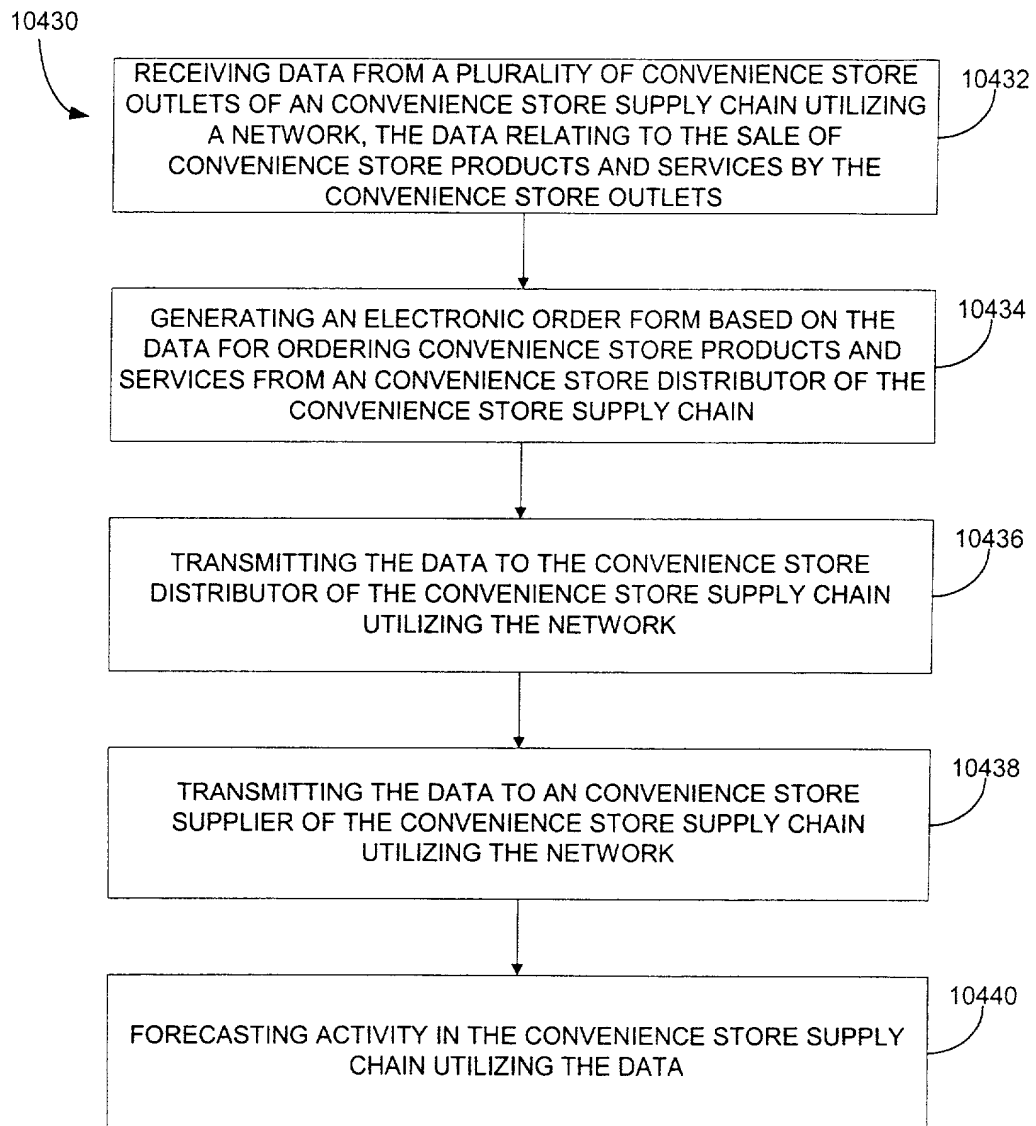 10430
RECEIVING DATA FROM A PLURALITY OF CONVENIENCE STORE
OUTLETS OF AN CONVENIENCE STORE SUPPLY CHAIN UTILIZING
A NETWORK, THE DATA RELATING TO THE SALE OF
CONVENIENCE STORE PRODUCTS AND SERVICES BY THE
CONVENIENCE STORE OUTLETS
10432
GENERATING AN ELECTRONIC ORDER FORM BASED ON THE
DATA FOR ORDERING CONVENIENCE STORE PRODUCTS AND
SERVICES FROM AN CONVENIENCE STORE DISTRIBUTOR OF THE
CONVENIENCE STORE SUPPLY CHAIN
10434
TRANSMITTING THE DATA TO THE CONVENIENCE STORE
DISTRIBUTOR OF THE CONVENIENCE STORE SUPPLY CHAIN
UTILIZING THE NETWORK
10436
TRANSMITTING THE DATA TO AN CONVENIENCE STORE
SUPPLIER OF THE CONVENIENCE STORE SUPPLY CHAIN
UTILIZING THE NETWORK
10438
FORECASTING ACTIVITY IN THE CONVENIENCE STORE SUPPLY
CHAIN UTILIZING THE DATA
10440